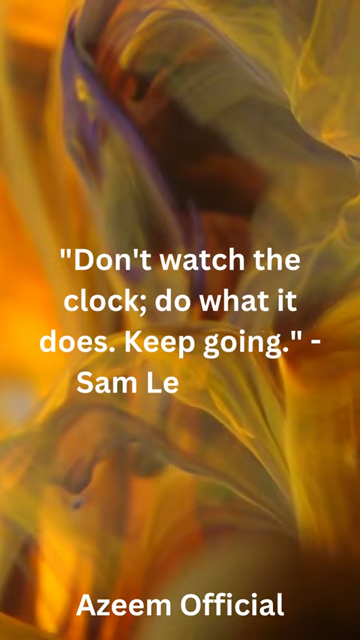 "Don't watch the
clock; do what it
does. Keep going." -
Sam Le
Azeem Official